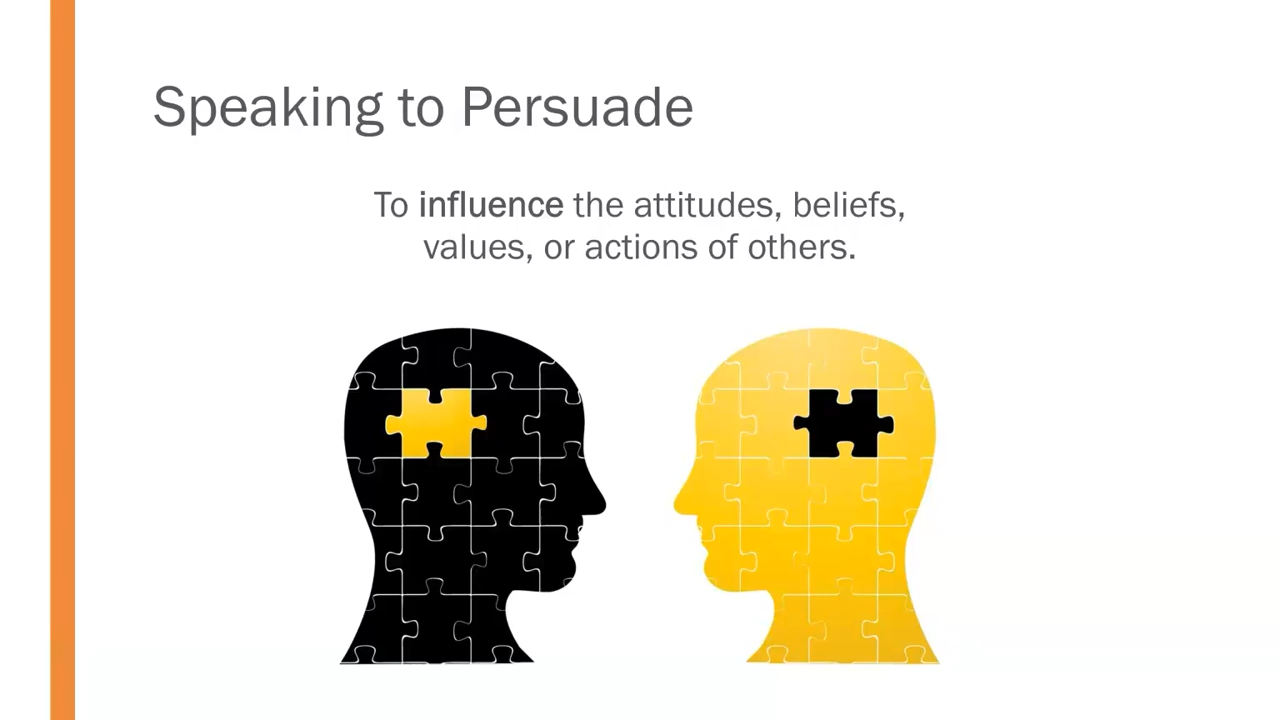 Speaking to Persuade
To influence the attitudes, beliefs,
values, or actions of others.